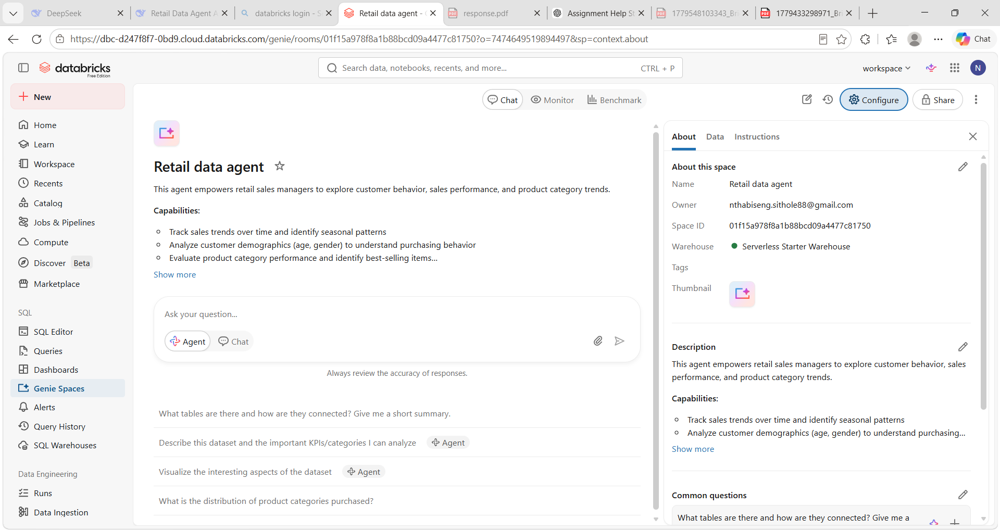 DeepSeek
Retail Data Agent A
databricks login - S
Retail data agent -
response.pdf
Assignment Help St
1779548103343_Bri
1779433298971_Bri
https://dbc-d247f8f7-0bd9.cloud.databricks.com/genie/rooms/01f15a978f8a1b88bcd09a4477c81750?o=7474649519894497&sp=context.about
Chat
databricks
Free Edition
Search data, notebooks, recents, and more...
CTRL + P
workspace
N
New
Home
Learn
Workspace
Recents
Catalog
Jobs & Pipelines
Compute
Discover Beta
Marketplace
SQL
SQL Editor
Queries
Dashboards
Genie Spaces
Alerts
Query History
SQL Warehouses
Data Engineering
Runs
Data Ingestion
Chat
Monitor
Benchmark
Configure
Share
Retail data agent
This agent empowers retail sales managers to explore customer behavior, sales performance, and product category trends.
Capabilities:
Track sales trends over time and identify seasonal patterns
Analyze customer demographics (age, gender) to understand purchasing behavior
Evaluate product category performance and identify best-selling items...
Show more
Ask your question...
Agent
Chat
Always review the accuracy of responses.
What tables are there and how are they connected? Give me a short summary.
Describe this dataset and the important KPIs/categories I can analyze Agent
Visualize the interesting aspects of the dataset Agent
What is the distribution of product categories purchased?
About
Data
Instructions
About this space
Name Retail data agent
Owner nthabiseng.sithole88@gmail.com
Space ID 01f15a978f8a1b88bcd09a4477c81750
Warehouse Serverless Starter Warehouse
Tags
Thumbnail
Description
This agent empowers retail sales managers to explore customer behavior, sales
performance, and product category trends.
Capabilities:
Track sales trends over time and identify seasonal patterns
Analyze customer demographics (age, gender) to understand purchasing...
Show more
Common questions
What tables are there and how are they connected? Give me a